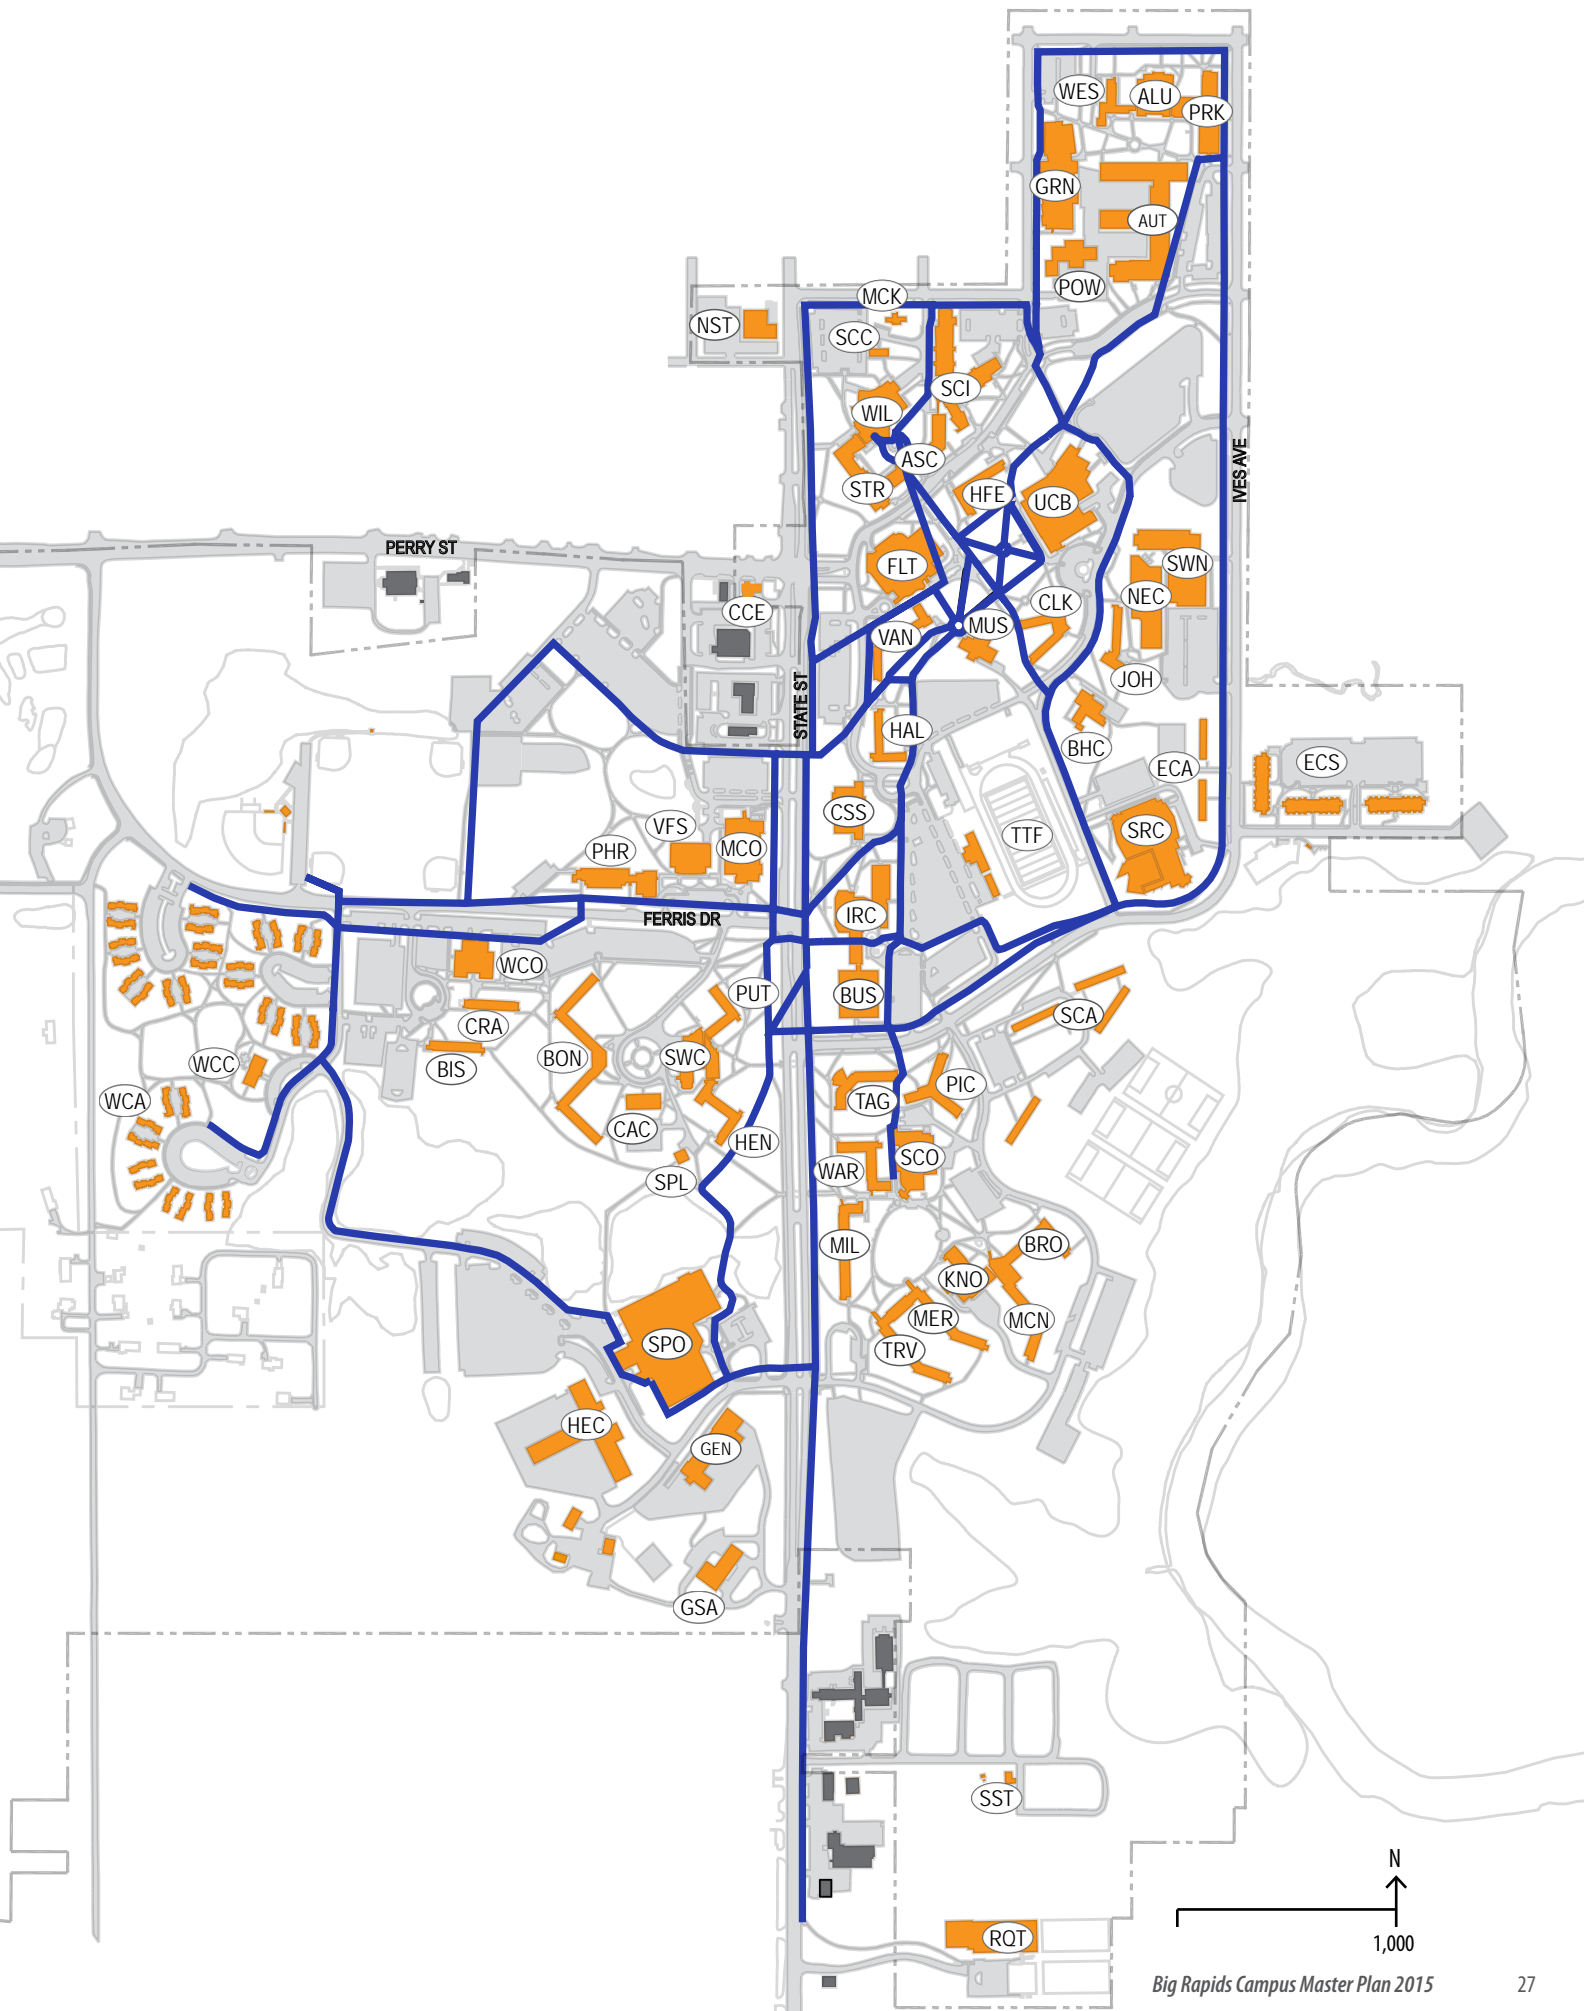 WES
ALU
PRK
GRN
AUT
POW
MCK
NST
SCC
SCI
WIL
ASC
STR
HFE
UCB
IVES AVE
PERRY ST
FLT
SWN
NEC
CCE
CLK
VAN
MUS
JOH
STATE ST
HAL
BHC
ECA
ECS
CSS
VFS
MCO
PHR
TTF
SRC
FERRIS DR
IRC
WCO
PUT
BUS
CRA
SCA
BON
SWC
WCC
BIS
PIC
WCA
TAG
CAC
HEN
WAR
SCO
SPL
MIL
BRO
KNO
MER
MCN
SPO
TRV
HEC
GEN
GSA
SST
N
RQT
1,000
Big Rapids Campus Master Plan 2015 27